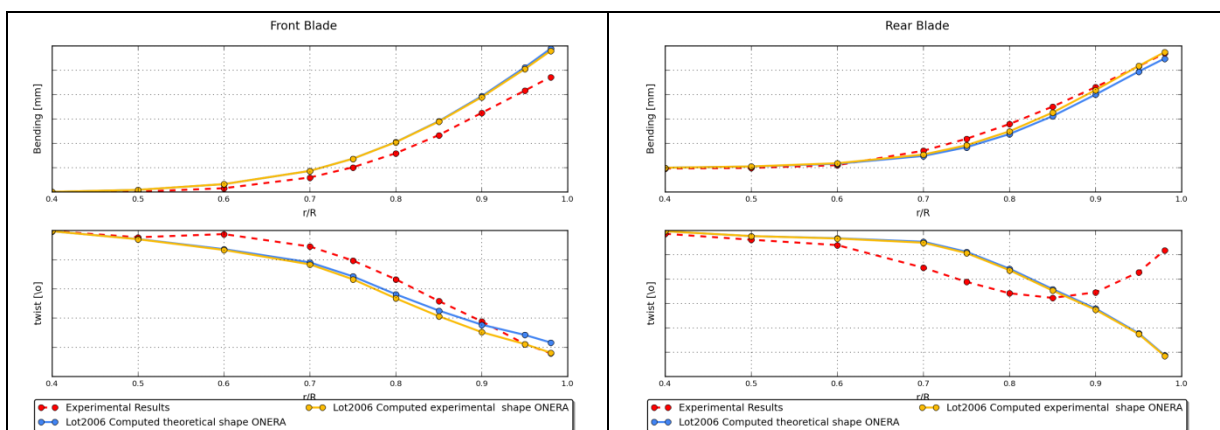 Front Blade
Bending [mm]
0.4 0.5 0.6 0.7 0.8 0.9 1.0
r/R
twist [\o]
0.4 0.5 0.6 0.7 0.8 0.9 1.0
r/R
Experimental Results
Lot2006 Computed theoretical shape ONERA
Lot2006 Computed experimental shape ONERA
Rear Blade
Bending [mm]
0.4 0.5 0.6 0.7 0.8 0.9 1.0
r/R
twist [\o]
0.4 0.5 0.6 0.7 0.8 0.9 1.0
r/R
Experimental Results
Lot2006 Computed theoretical shape ONERA
Lot2006 Computed experimental shape ONERA